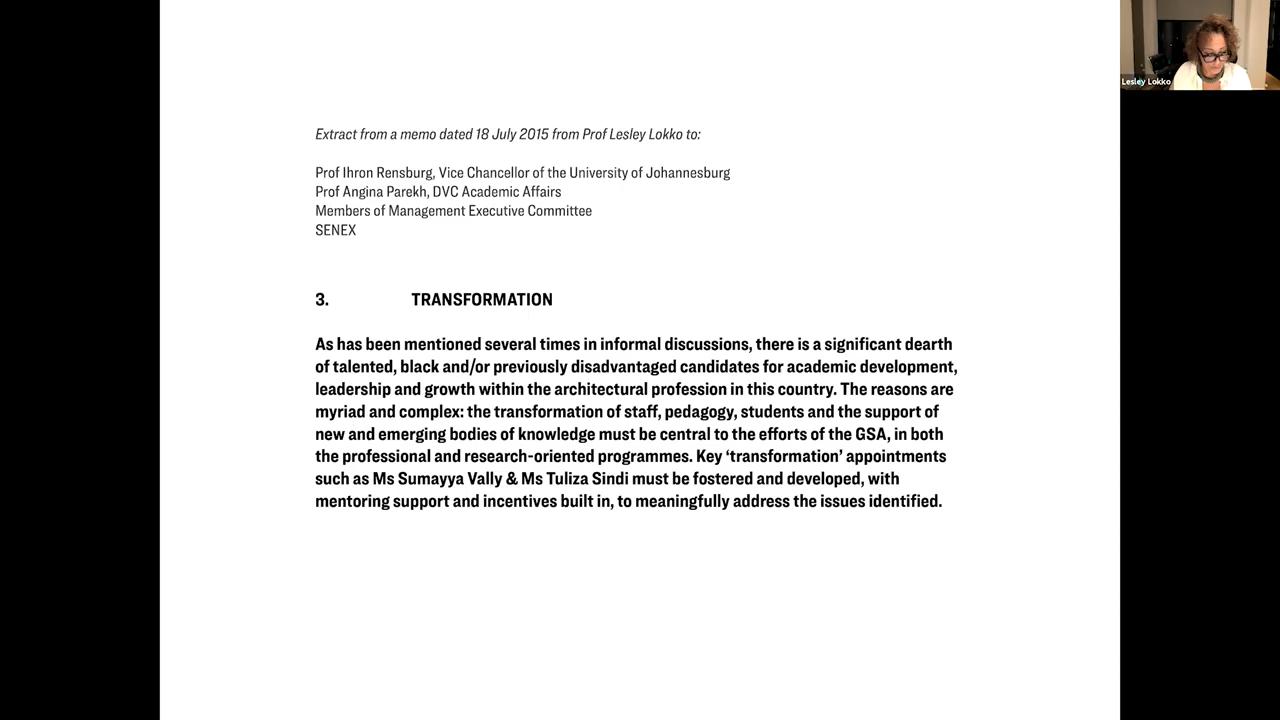 Lesley Lokko
Extract from a memo dated 18 July 2015 from Prof Lesley Lokko to:
Prof Ihron Rensburg, Vice Chancellor of the University of Johannesburg
Prof Angina Parekh, DVC Academic Affairs
Members of Management Executive Committee
SENEX
3. TRANSFORMATION
As has been mentioned several times in informal discussions, there is a significant dearth
of talented, black and/or previously disadvantaged candidates for academic development,
leadership and growth within the architectural profession in this country. The reasons are
myriad and complex: the transformation of staff, pedagogy, students and the support of
new and emerging bodies of knowledge must be central to the efforts of the GSA, in both
the professional and research-oriented programmes. Key ‘transformation’ appointments
such as Ms Sumayya Vally & Ms Tuliza Sindi must be fostered and developed, with
mentoring support and incentives built in, to meaningfully address the issues identified.